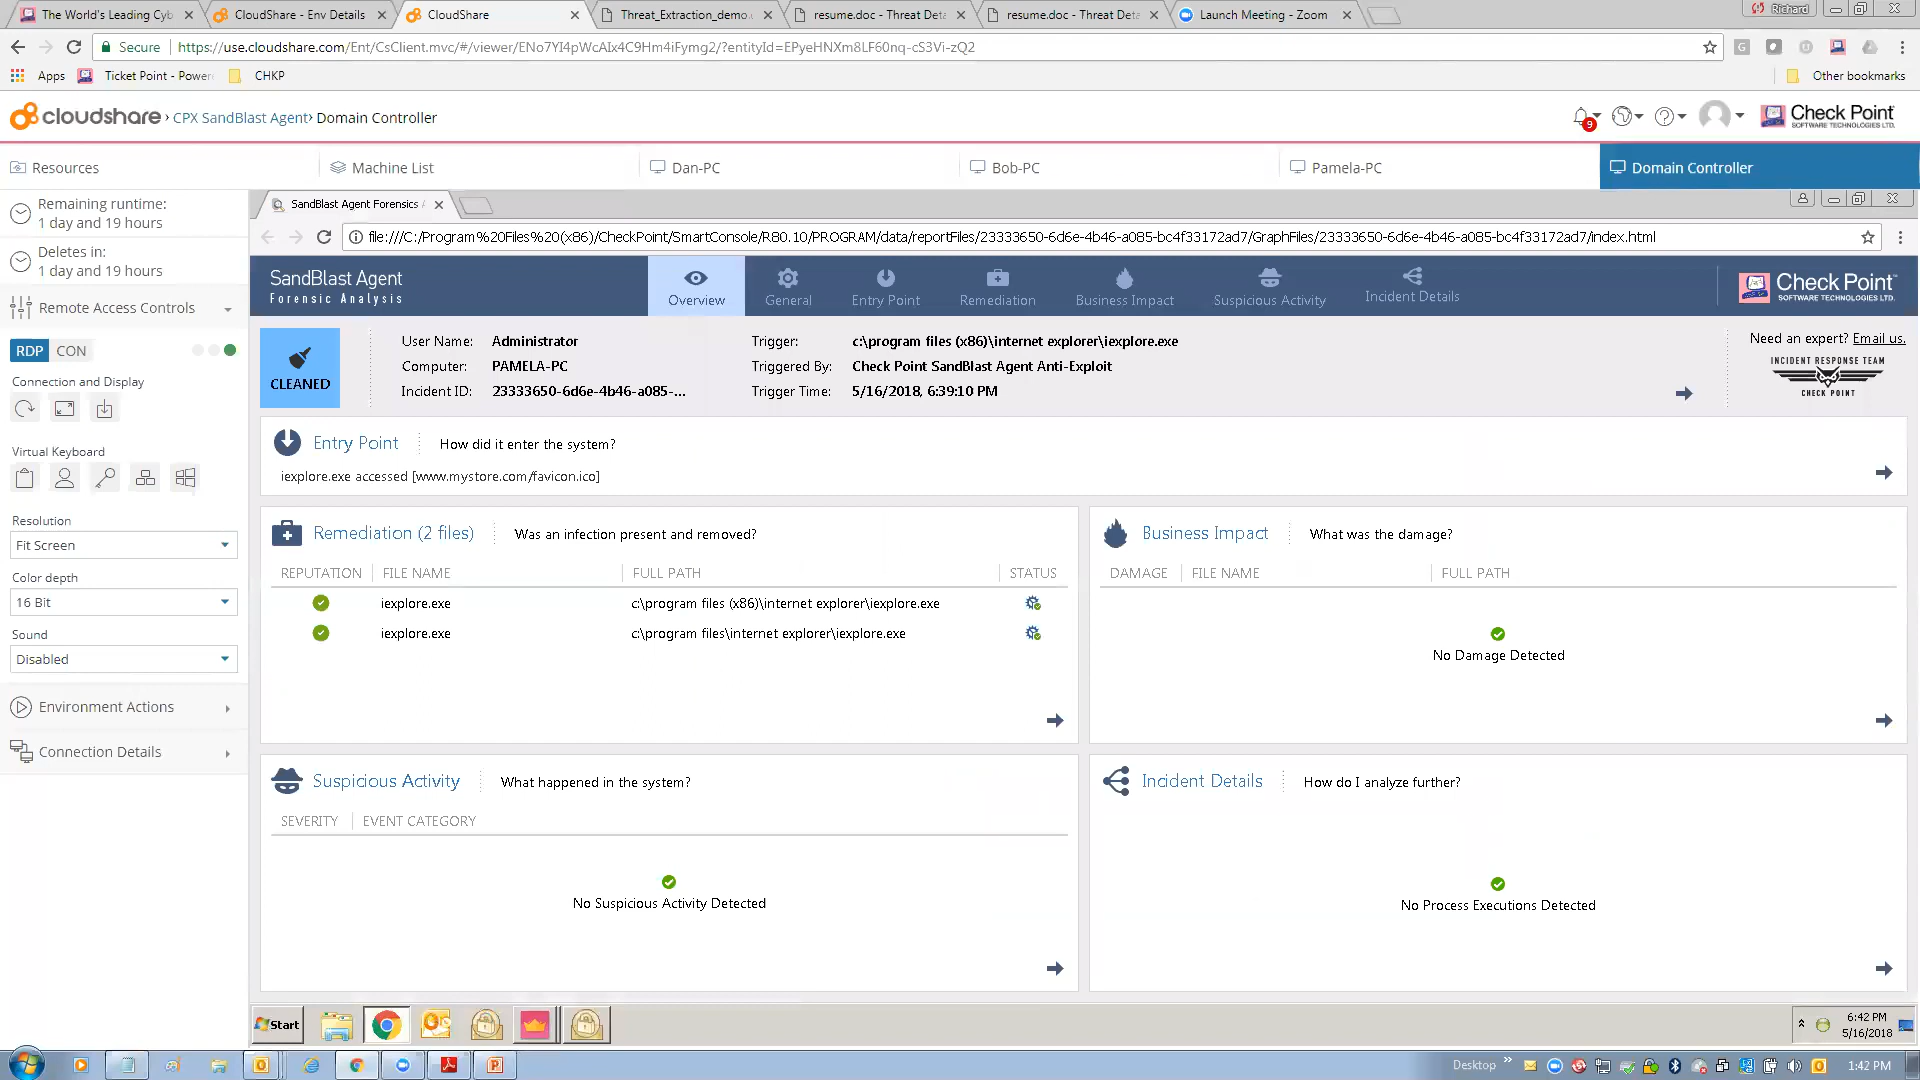 The World's Leading Cyb
CloudShare - Env Details
CloudShare
Threat_Extraction_demo.
resume.doc - Threat Deta
resume.doc - Threat Deta
Launch Meeting - Zoom
Richard
Secure
https://use.cloudshare.com/Ent/CsClient.mvc/#/viewer/ENo7YI4pWcAIx4C9Hm4iFymg2/?entityId=EPyeHNXm8LF60nq-cS3Vi-zQ2
Apps
Ticket Point - Power
CHKP
Other bookmarks
cloudshare › CPX SandBlast Agent› Domain Controller
9
Check Point
SOFTWARE TECHNOLOGIES LTD.
Resources
Machine List
Dan-PC
Bob-PC
Pamela-PC
Domain Controller
Remaining runtime:
1 day and 19 hours
Deletes in:
1 day and 19 hours
Remote Access Controls
RDP CON
Connection and Display
Virtual Keyboard
Resolution
Fit Screen
Color depth
16 Bit
Sound
Disabled
Environment Actions
Connection Details
SandBlast Agent Forensics
file:///C:/Program%20Files%20(x86)/CheckPoint/SmartConsole/R80.10/PROGRAM/data/reportFiles/23333650-6d6e-4b46-a085-bc4f33172ad7/GraphFiles/23333650-6d6e-4b46-a085-bc4f33172ad7/index.html
SandBlast Agent
Forensic Analysis
Overview
General
Entry Point
Remediation
Business Impact
Suspicious Activity
Incident Details
Check Point
SOFTWARE TECHNOLOGIES LTD.
CLEANED
User Name: Administrator
Computer: PAMELA-PC
Incident ID: 23333650-6d6e-4b46-a085-...
Trigger: c:\program files (x86)\internet explorer\iexplore.exe
Triggered By: Check Point SandBlast Agent Anti-Exploit
Trigger Time: 5/16/2018, 6:39:10 PM
Need an expert? Email us.
INCIDENT RESPONSE TEAM
CHECK POINT
Entry Point How did it enter the system?
iexplore.exe accessed [www.mystore.com/favicon.ico]
Remediation (2 files) Was an infection present and removed?
REPUTATION FILE NAME FULL PATH STATUS
iexplore.exe c:\program files (x86)\internet explorer\iexplore.exe
iexplore.exe c:\program files\internet explorer\iexplore.exe
Business Impact What was the damage?
DAMAGE FILE NAME FULL PATH
No Damage Detected
Suspicious Activity What happened in the system?
SEVERITY EVENT CATEGORY
No Suspicious Activity Detected
Incident Details How do I analyze further?
No Process Executions Detected
Start
6:42 PM
5/16/2018
Desktop
1:42 PM